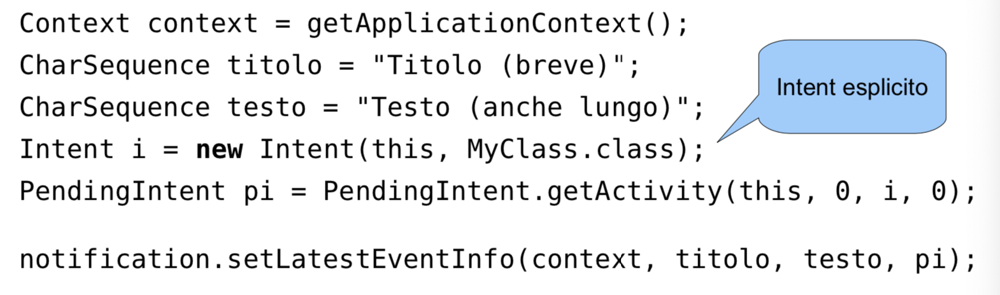 Context context = getApplicationContext();
CharSequence titolo = "Titolo (breve)";
CharSequence testo = "Testo (anche lungo)";
Intent i = new Intent(this, MyClass.class);
PendingIntent pi = PendingIntent.getActivity(this, 0, i, 0);
notification.setLatestEventInfo(context, titolo, testo, pi);
Intent esplicito